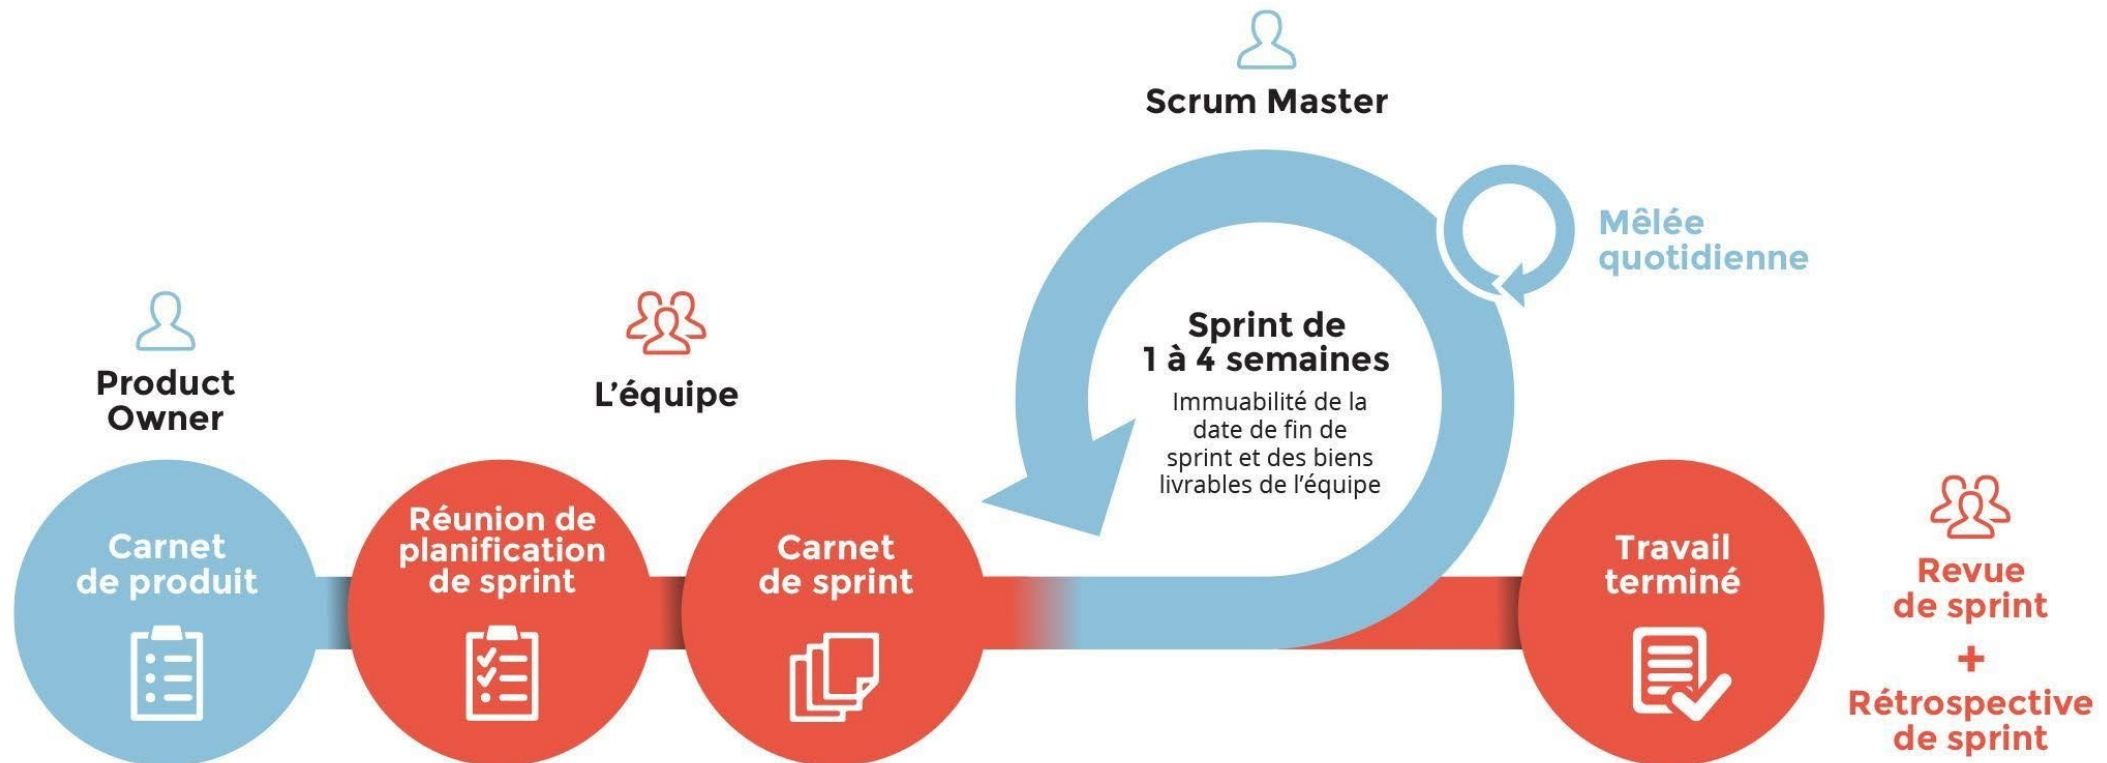 Scrum Master
Mêlée
quotidienne
Product
Owner
L'équipe
Sprint de
1 à 4 semaines
Immuabilité de la
date de fin de
sprint et des biens
livrables de l'équipe
Carnet
de produit
Réunion de
planification
de sprint
Carnet
de sprint
Travail
terminé
Revue
de sprint
+
Rétrospective
de sprint